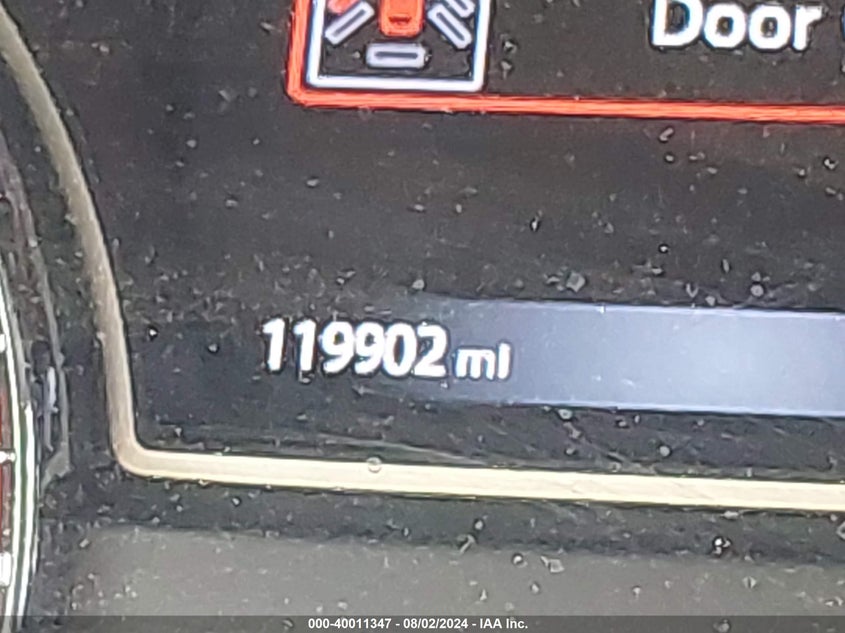 Door
119902 mi
000-40011347 - 08/02/2024 - IAA Inc.